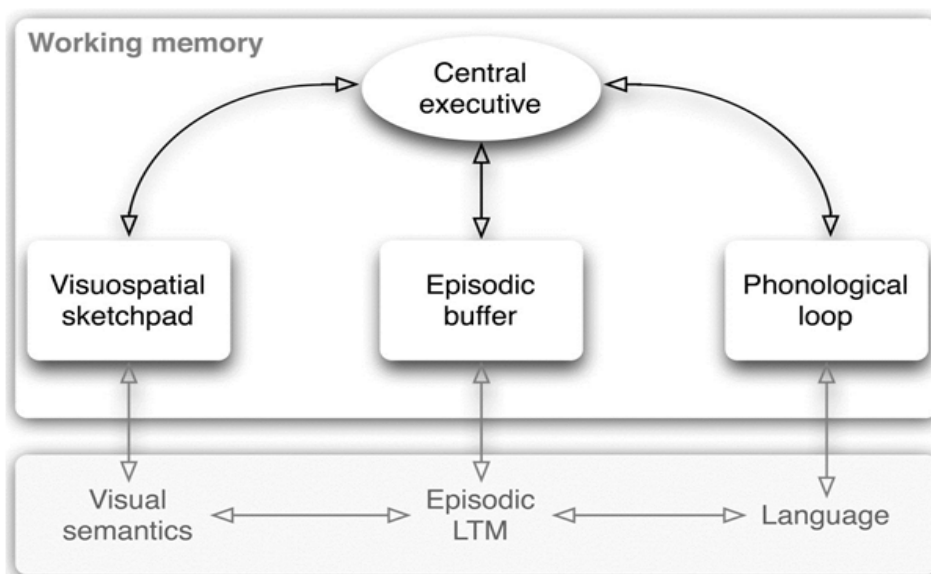 Working memory
Central
executive
Visuospatial
sketchpad
Episodic
buffer
Phonological
loop
Visual
semantics
Episodic
LTM
Language